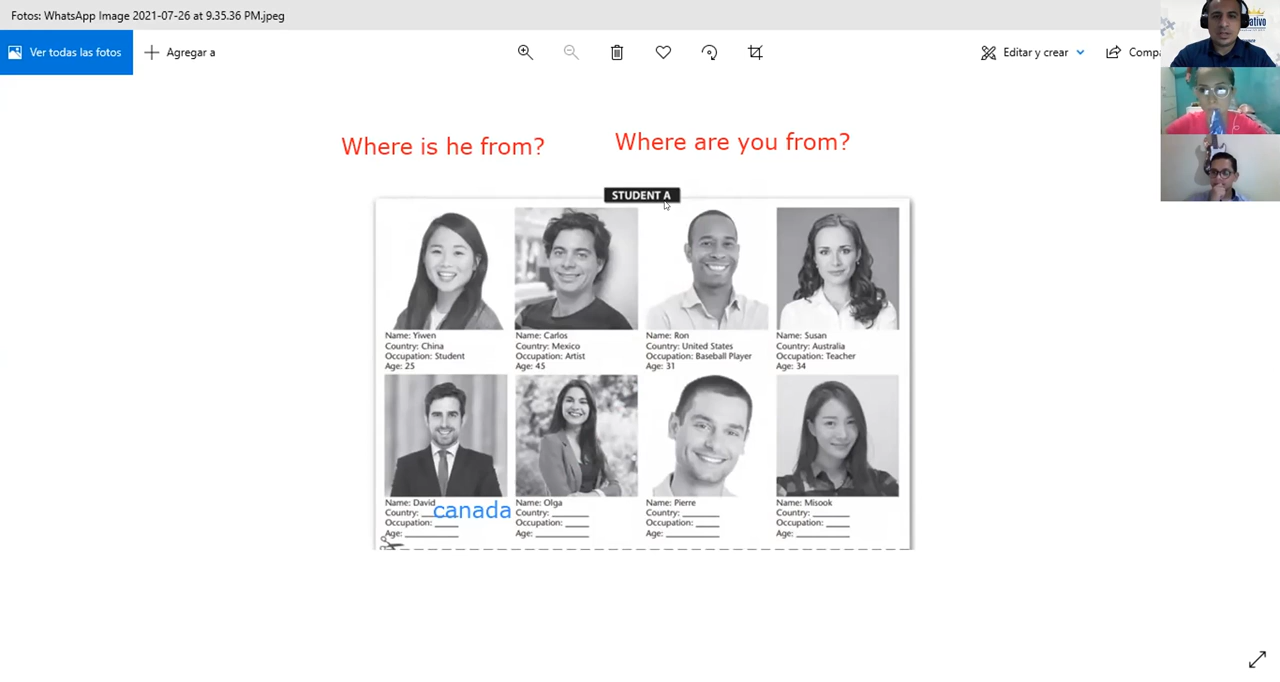 Fotos: WhatsApp Image 2021-07-26 at 9.35.36 PM.jpeg
Ver todas las fotos
Agregar a
Editar y crear
Compa
Where is he from?
Where are you from?
STUDENT A
Name: Yiwen
Country: China
Occupation: Student
Age: 25
Name: Carlos
Country: Mexico
Occupation: Artist
Age: 45
Name: Ron
Country: United States
Occupation: Baseball Player
Age: 31
Name: Susan
Country: Australia
Occupation: Teacher
Age: 34
Name: David
Country: canada
Occupation:
Age:
Name: Olga
Country:
Occupation:
Age:
Name: Pierre
Country:
Occupation:
Age:
Name: Misook
Country:
Occupation:
Age: